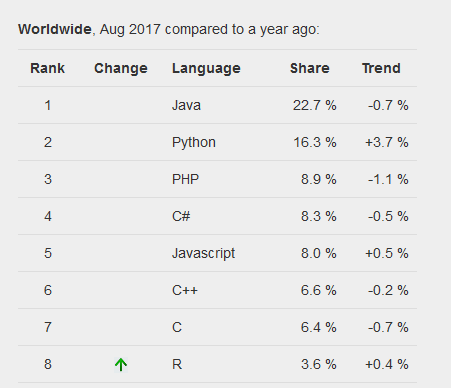 Worldwide, Aug 2017 compared to a year ago:
Rank Change Language Share Trend
1 Java 22.7 % -0.7 %
2 Python 16.3 % +3.7 %
3 PHP 8.9 % -1.1 %
4 C# 8.3 % -0.5 %
5 Javascript 8.0 % +0.5 %
6 C++ 6.6 % -0.2 %
7 C 6.4 % -0.7 %
8 R 3.6 % +0.4 %